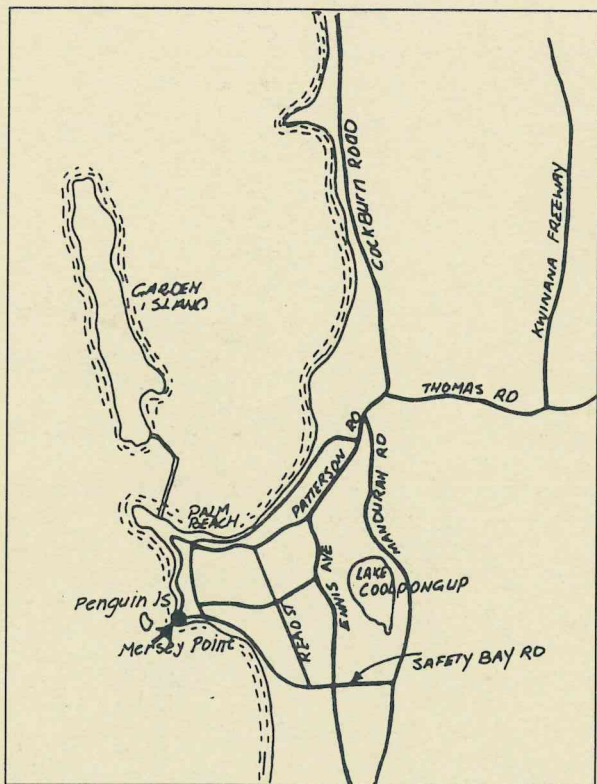 COCKBURN ROAD
KWINANA FREEWAY
GARDEN
ISLAND
THOMAS RD
PATTERSON RD
MANDURAH RD
PALM
BEACH
ENNIS AVE
LAKE
COOLOONGUP
Penguin Is
READ ST
Mersey Point
SAFETY BAY RD